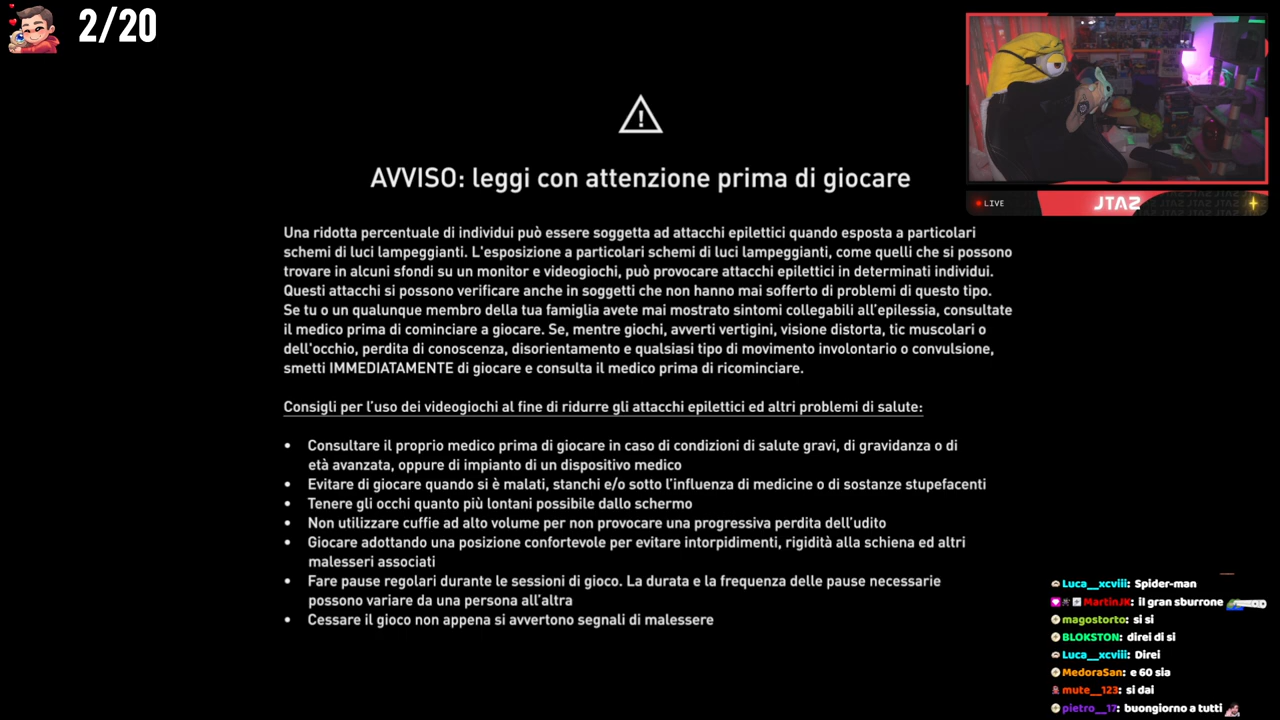 2/20
AVVISO: leggi con attenzione prima di giocare
LIVE
JTAZ
Una ridotta percentuale di individui può essere soggetta ad attacchi epilettici quando esposta a particolari
schemi di luci lampeggianti. L'esposizione a particolari schemi di luci lampeggianti, come quelli che si possono
trovare in alcuni sfondi su un monitor e videogiochi, può provocare attacchi epilettici in determinati individui.
Questi attacchi si possono verificare anche in soggetti che non hanno mai sofferto di problemi di questo tipo.
Se tu o un qualunque membro della tua famiglia avete mai mostrato sintomi collegabili all'epilessia, consultate
il medico prima di cominciare a giocare. Se, mentre giochi, avverti vertigini, visione distorta, tic muscolari o
dell'occhio, perdita di conoscenza, disorientamento e qualsiasi tipo di movimento involontario o convulsione,
smetti IMMEDIATAMENTE di giocare e consulta il medico prima di ricominciare.
Consigli per l'uso dei videogiochi al fine di ridurre gli attacchi epilettici ed altri problemi di salute:
• Consultare il proprio medico prima di giocare in caso di condizioni di salute gravi, di gravidanza o di
età avanzata, oppure di impianto di un dispositivo medico
• Evitare di giocare quando si è malati, stanchi e/o sotto l'influenza di medicine o di sostanze stupefacenti
• Tenere gli occhi quanto più lontani possibile dallo schermo
• Non utilizzare cuffie ad alto volume per non provocare una progressiva perdita dell'udito
• Giocare adottando una posizione confortevole per evitare intorpidimenti, rigidità alla schiena ed altri
malesseri associati
• Fare pause regolari durante le sessioni di gioco. La durata e la frequenza delle pause necessarie
possono variare da una persona all'altra
• Cessare il gioco non appena si avvertono segnali di malessere
Luca__xcviii: Spider-man
MartinJK: il gran sburrone
magostorto: si si
BLOKSTON: direi di si
Luca__xcviii: Direi
MedoraSan: e 60 sia
mute__123: si dai
pietro__17: buongiorno a tutti